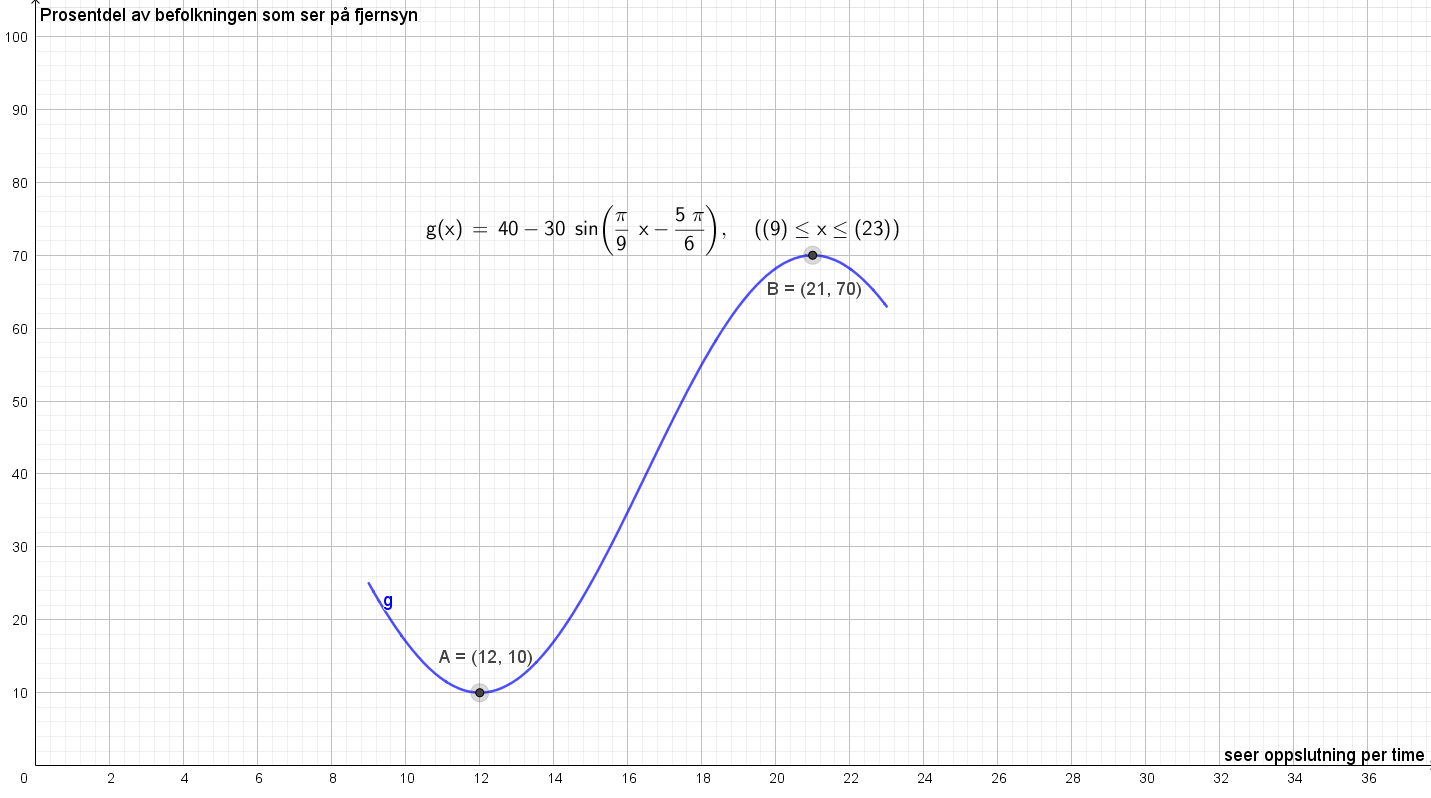 Prosentdel av befolkningen som ser på fjernsyn
100
90
80
g(x) = 40 − 30 sin(π/9 x − 5 π/6), ((9) ≤ x ≤ (23))
70
B = (21, 70)
60
50
40
30
g
20
A = (12, 10)
10
seer oppslutning per time
0 2 4 6 8 10 12 14 16 18 20 22 24 26 28 30 32 34 36